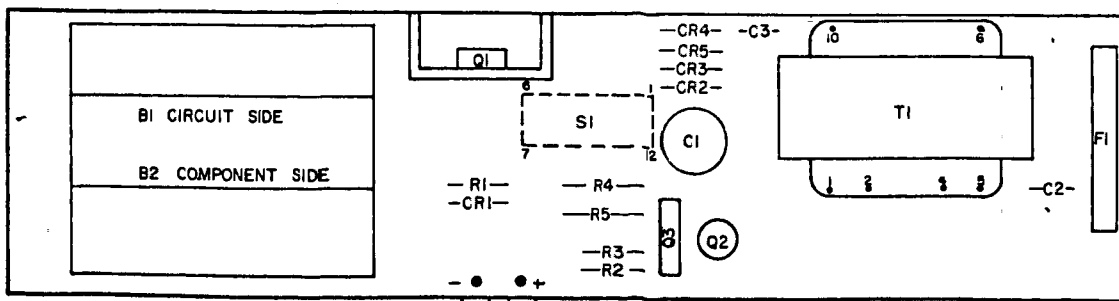 -CR4- -C3-
10 6
-CR5-
Q1
-CR3-
-CR2-
6 1
B1 CIRCUIT SIDE
S1
T1
C1
F1
7 12
B2 COMPONENT SIDE
1 2 4 5
-R1- -R4- -C2-
-CR1-
-R5-
Q3 Q2
-R3-
-R2-
- +